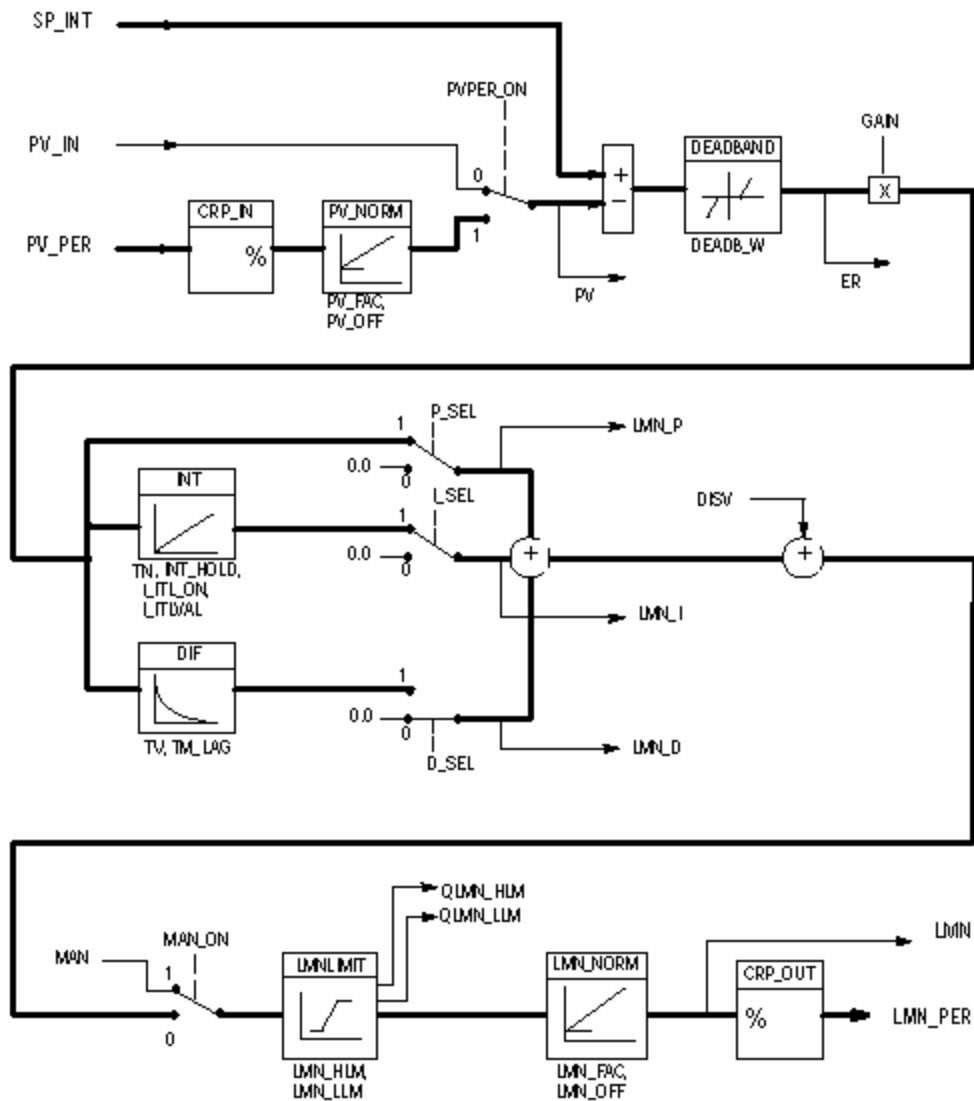 SP_INT
PVPER_ON
GAIN
PV_IN
0
+
DEADBAND
X
CRP_IN
PV_NORM
−
1
PV_PER
%
DEADB_W
PV_FAC,
PV_OFF
PV
ER
P_SEL
1
LMN_P
0.0
0
INT
I_SEL
DISV
1
+
+
0.0
0
TN, INT_HOLD,
I_ITL_ON,
I_ITLVAL
LMN_I
DIF
1
0.0
0
TV, TM_LAG
D_SEL
LMN_D
QLMN_HLM
QLMN_LLM
MAN_ON
LMN
MAN
LMNLIMIT
LMN_NORM
CRP_OUT
1
%
LMN_PER
0
LMN_HLM,
LMN_LLM
LMN_FAC,
LMN_OFF